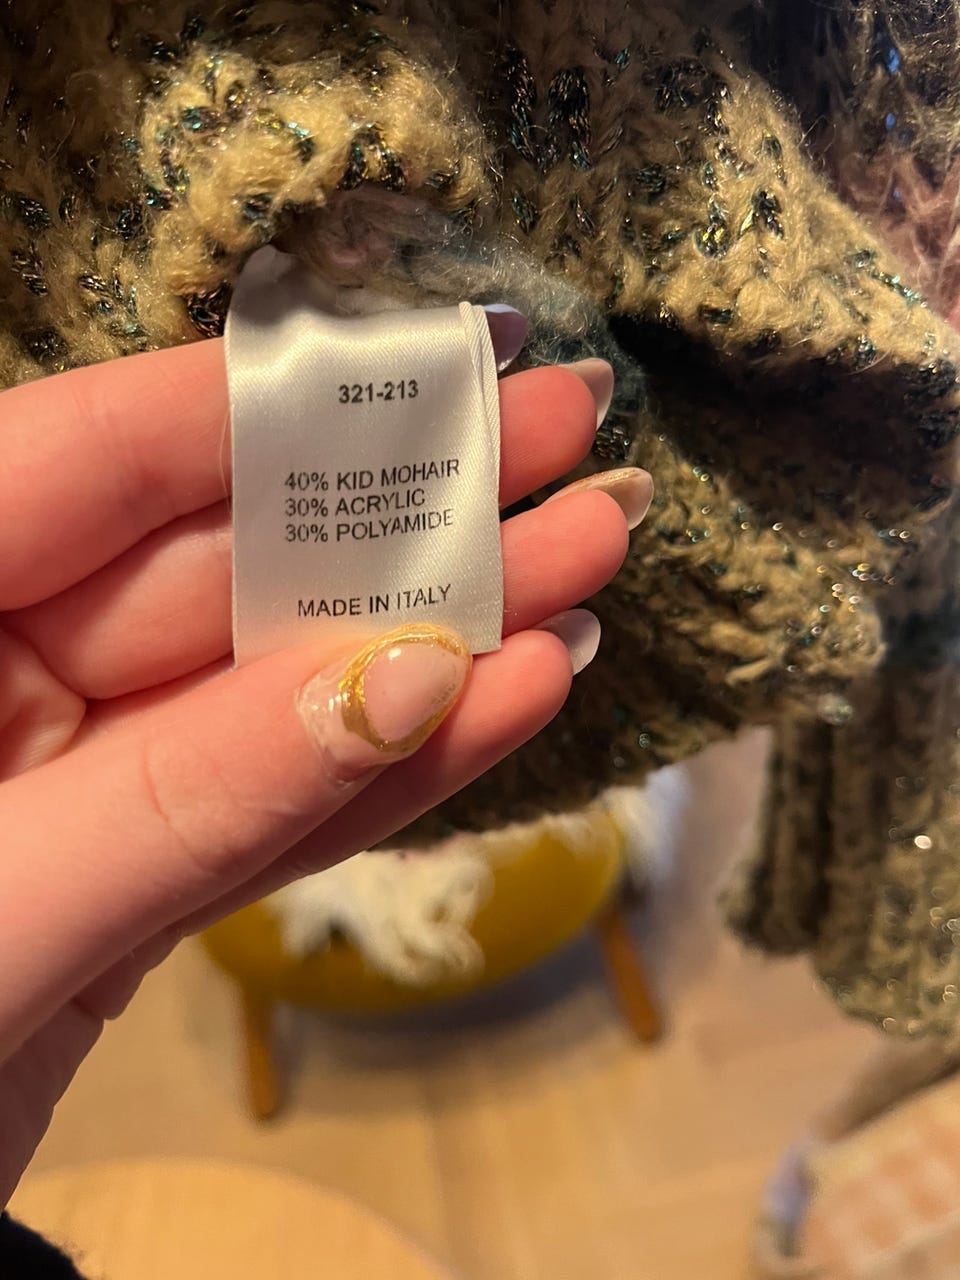 321-213
40% KID MOHAIR
30% ACRYLIC
30% POLYAMIDE
MADE IN ITALY